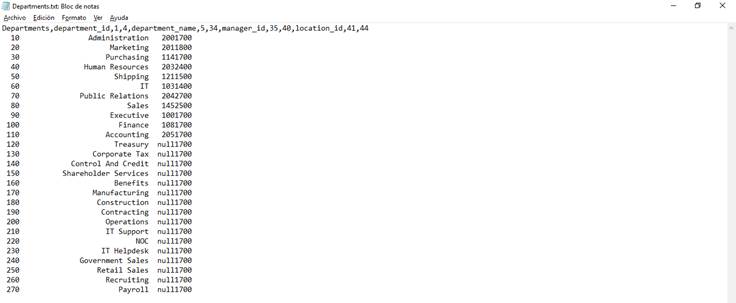 Departments.txt: Bloc de notas
Archivo Edición Formato Ver Ayuda
Departments,department_id,1,4,department_name,5,34,manager_id,35,40,location_id,41,44
10 Administration 2001700
20 Marketing 2011800
30 Purchasing 1141700
40 Human Resources 2032400
50 Shipping 1211500
60 IT 1031400
70 Public Relations 2042700
80 Sales 1452500
90 Executive 1001700
100 Finance 1081700
110 Accounting 2051700
120 Treasury null1700
130 Corporate Tax null1700
140 Control And Credit null1700
150 Shareholder Services null1700
160 Benefits null1700
170 Manufacturing null1700
180 Construction null1700
190 Contracting null1700
200 Operations null1700
210 IT Support null1700
220 NOC null1700
230 IT Helpdesk null1700
240 Government Sales null1700
250 Retail Sales null1700
260 Recruiting null1700
270 Payroll null1700